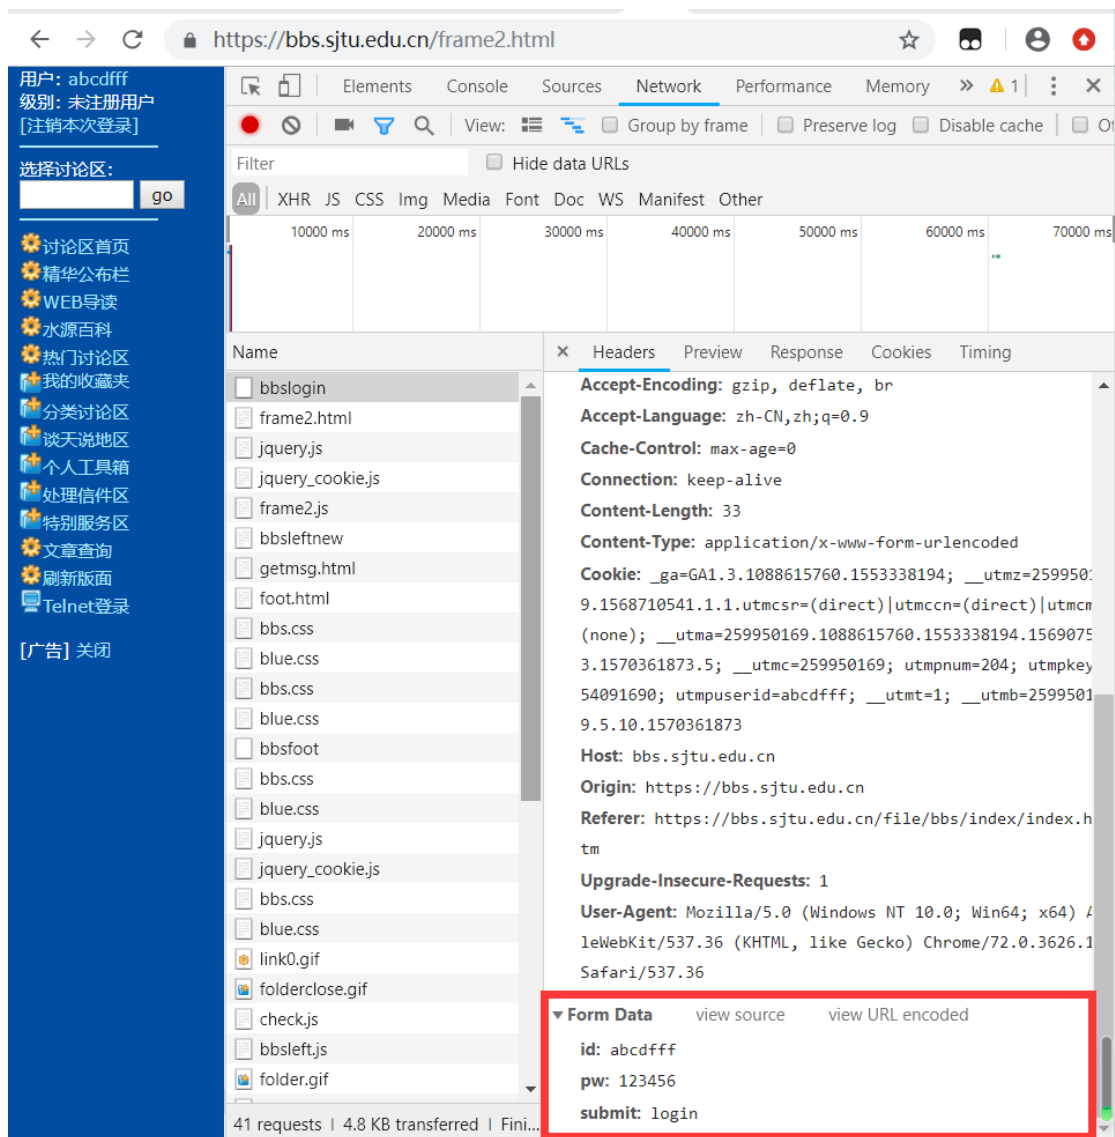 https://bbs.sjtu.edu.cn/frame2.html
用户: abcdfff
级别: 未注册用户
[注销本次登录]
选择讨论区:
go
讨论区首页
精华公布栏
WEB导读
水源百科
热门讨论区
我的收藏夹
分类讨论区
谈天说地区
个人工具箱
处理信件区
特别服务区
文章查询
刷新版面
Telnet登录
[广告] 关闭
Elements Console Sources Network Performance Memory » 1
View: Group by frame Preserve log Disable cache
Filter Hide data URLs
All XHR JS CSS Img Media Font Doc WS Manifest Other
10000 ms 20000 ms 30000 ms 40000 ms 50000 ms 60000 ms 70000 ms
Name
bbslogin
frame2.html
jquery.js
jquery_cookie.js
frame2.js
bbsleftnew
getmsg.html
foot.html
bbs.css
blue.css
bbs.css
blue.css
bbsfoot
bbs.css
blue.css
jquery.js
jquery_cookie.js
bbs.css
blue.css
link0.gif
folderclose.gif
check.js
bbsleft.js
folder.gif
41 requests | 4.8 KB transferred | Fini...
× Headers Preview Response Cookies Timing
Accept-Encoding: gzip, deflate, br
Accept-Language: zh-CN,zh;q=0.9
Cache-Control: max-age=0
Connection: keep-alive
Content-Length: 33
Content-Type: application/x-www-form-urlencoded
Cookie: _ga=GA1.3.1088615760.1553338194; __utmz=259950
9.1568710541.1.1.utmcsr=(direct)|utmccn=(direct)|utmcm
(none); __utma=259950169.1088615760.1553338194.1569075
3.1570361873.5; __utmc=259950169; utmpnum=204; utmpkey
54091690; utmpuserid=abcdfff; __utmt=1; __utmb=2599501
9.5.10.1570361873
Host: bbs.sjtu.edu.cn
Origin: https://bbs.sjtu.edu.cn
Referer: https://bbs.sjtu.edu.cn/file/bbs/index/index.h
tm
Upgrade-Insecure-Requests: 1
User-Agent: Mozilla/5.0 (Windows NT 10.0; Win64; x64)
leWebKit/537.36 (KHTML, like Gecko) Chrome/72.0.3626.1
Safari/537.36
Form Data view source view URL encoded
id: abcdfff
pw: 123456
submit: login